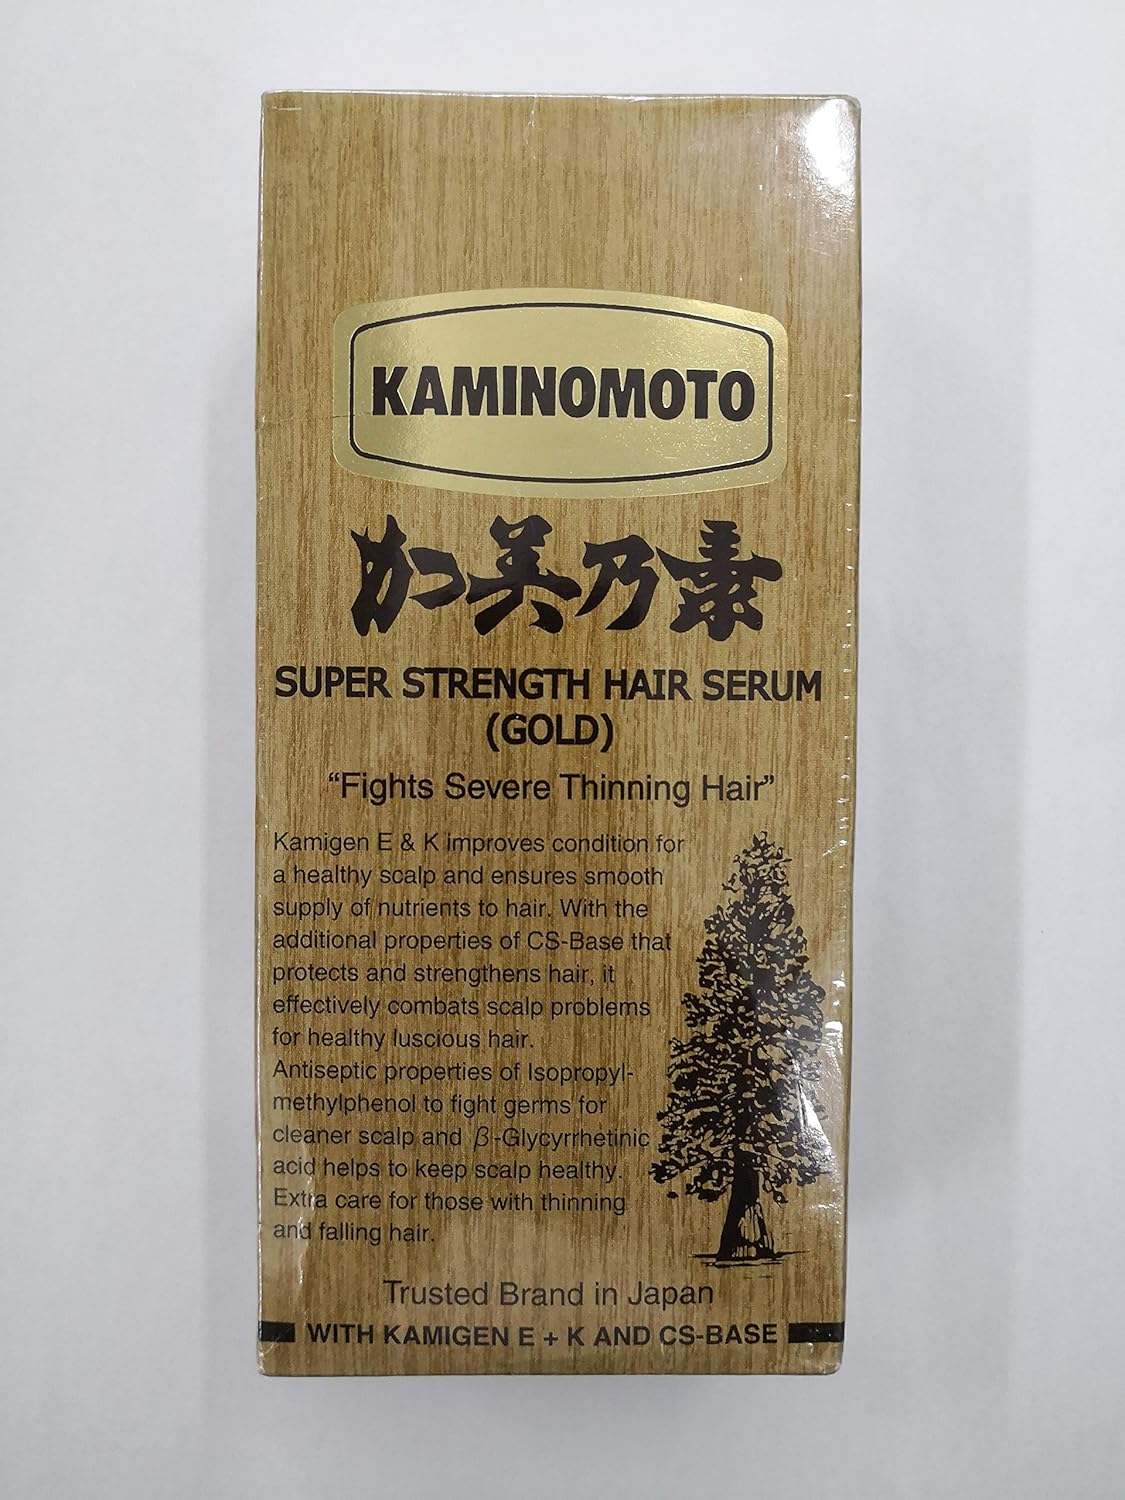 KAMINOMOTO
加美乃素
SUPER STRENGTH HAIR SERUM
(GOLD)
“Fights Severe Thinning Hair”
Kamigen E & K improves condition for
a healthy scalp and ensures smooth
supply of nutrients to hair. With the
additional properties of CS-Base that
protects and strengthens hair, it
effectively combats scalp problems
for healthy luscious hair.
Antiseptic properties of Isopropyl-
methylphenol to fight germs for
cleaner scalp and β-Glycyrrhetinic
acid helps to keep scalp healthy.
Extra care for those with thinning
and falling hair.
Trusted Brand in Japan
WITH KAMIGEN E + K AND CS-BASE